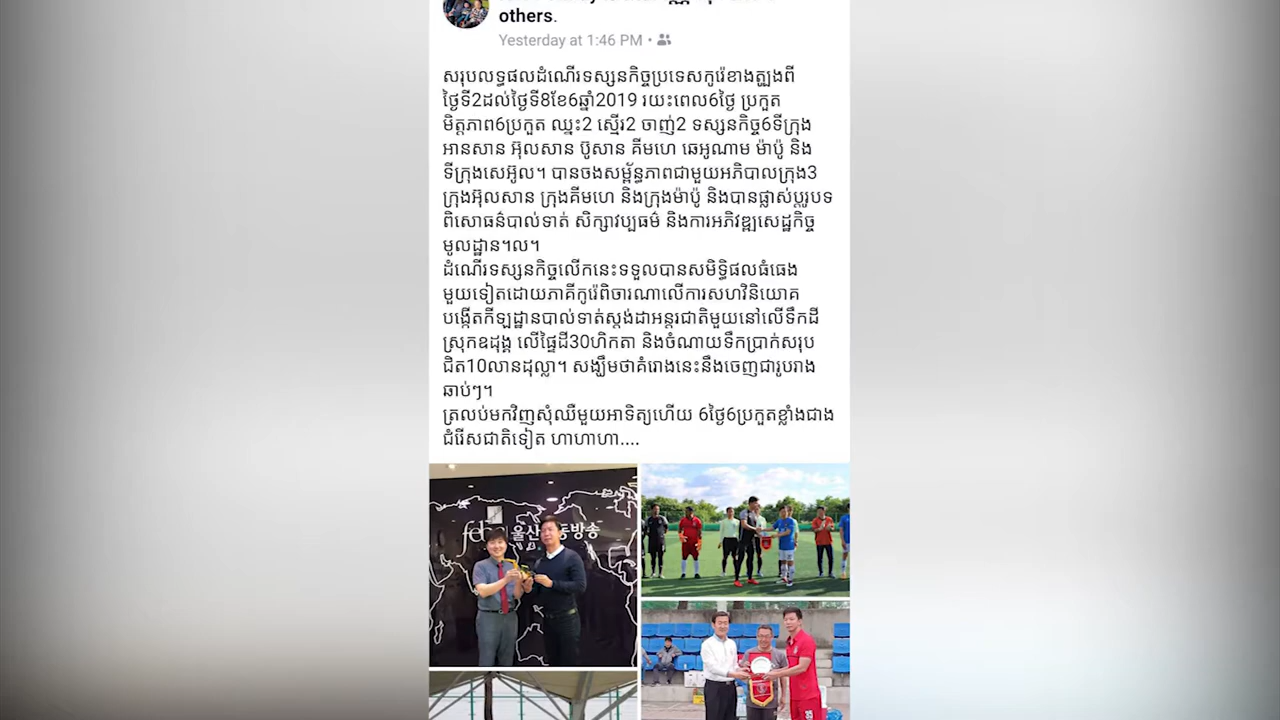 others.
Yesterday at 1:46 PM •
សរុបលទ្ធផលដំណើរទស្សនកិច្ចប្រទេសកូរ៉េខាងត្បូងពី
ថ្ងៃទី2ដល់ថ្ងៃទី8ខែ6ឆ្នាំ2019 រយះពេល6ថ្ងៃ ប្រកួត
មិត្តភាព6ប្រកួត ឈ្នះ2 ស្មើរ2 ចាញ់2 ទស្សនកិច្ច6ទីក្រុង
អានសាន អ៊ុលសាន ប៊ូសាន គីមហេ ឆេអូណាម ម៉ាប៉ូ និង
ទីក្រុងសេអ៊ូល។ បានចងសម្ព័ន្ធភាពជាមួយអភិបាលក្រុង3
ក្រុងអ៊ុលសាន ក្រុងគីមហេ និងក្រុងម៉ាប៉ូ និងបានផ្លាស់ប្តូរបទ
ពិសោធន៌បាល់ទាត់ សិក្សាវប្បធម៌ និងការអភិវឌ្ឍសេដ្ឋកិច្ច
មូលដ្ឋាន។ល។
ដំណើរទស្សនកិច្ចលើកនេះទទួលបានសមិទ្ធិផលធំធេង
មួយទៀតដោយភាគីកូរ៉េពិចារណាលើការសហវិនិយោគ
បង្កើតកីឡដ្ឋានបាល់ទាត់ស្តង់ដាអន្តរជាតិមួយនៅលើទឹកដី
ស្រុកឧដុង្គ លើផ្ទៃដី30ហិកតា និងចំណាយទឹកប្រាក់សរុប
ជិត10លានដុល្លា។ សង្ឃឹមថាគំរោងនេះនឹងចេញជារូបរាង
ឆាប់ៗ។
ត្រលប់មកវិញសុំឈឺមួយអាទិត្យហើយ 6ថ្ងៃ6ប្រកួតខ្លាំងជាង
ជំរើសជាតិទៀត ហាហាហា....
febc 울산 동방송